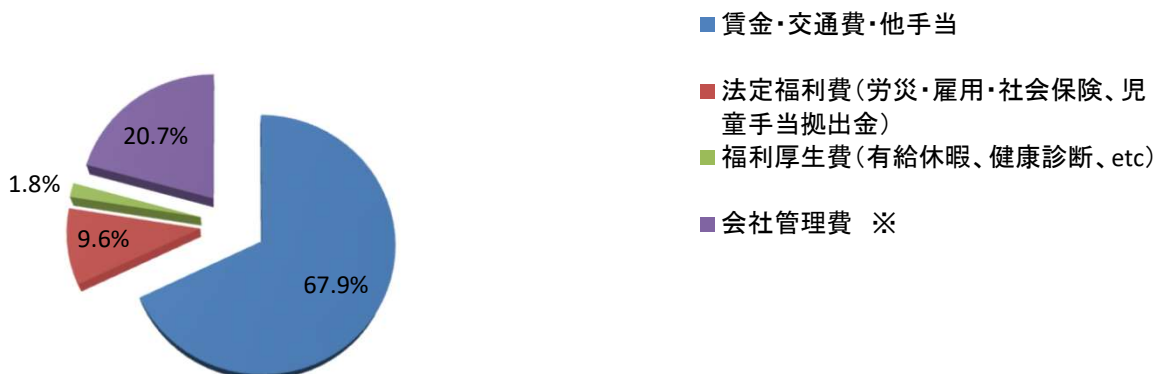 賃金・交通費・他手当
法定福利費（労災・雇用・社会保険、児
童手当拠出金）
福利厚生費（有給休暇、健康診断、etc）
会社管理費　※
20.7%
1.8%
9.6%
67.9%